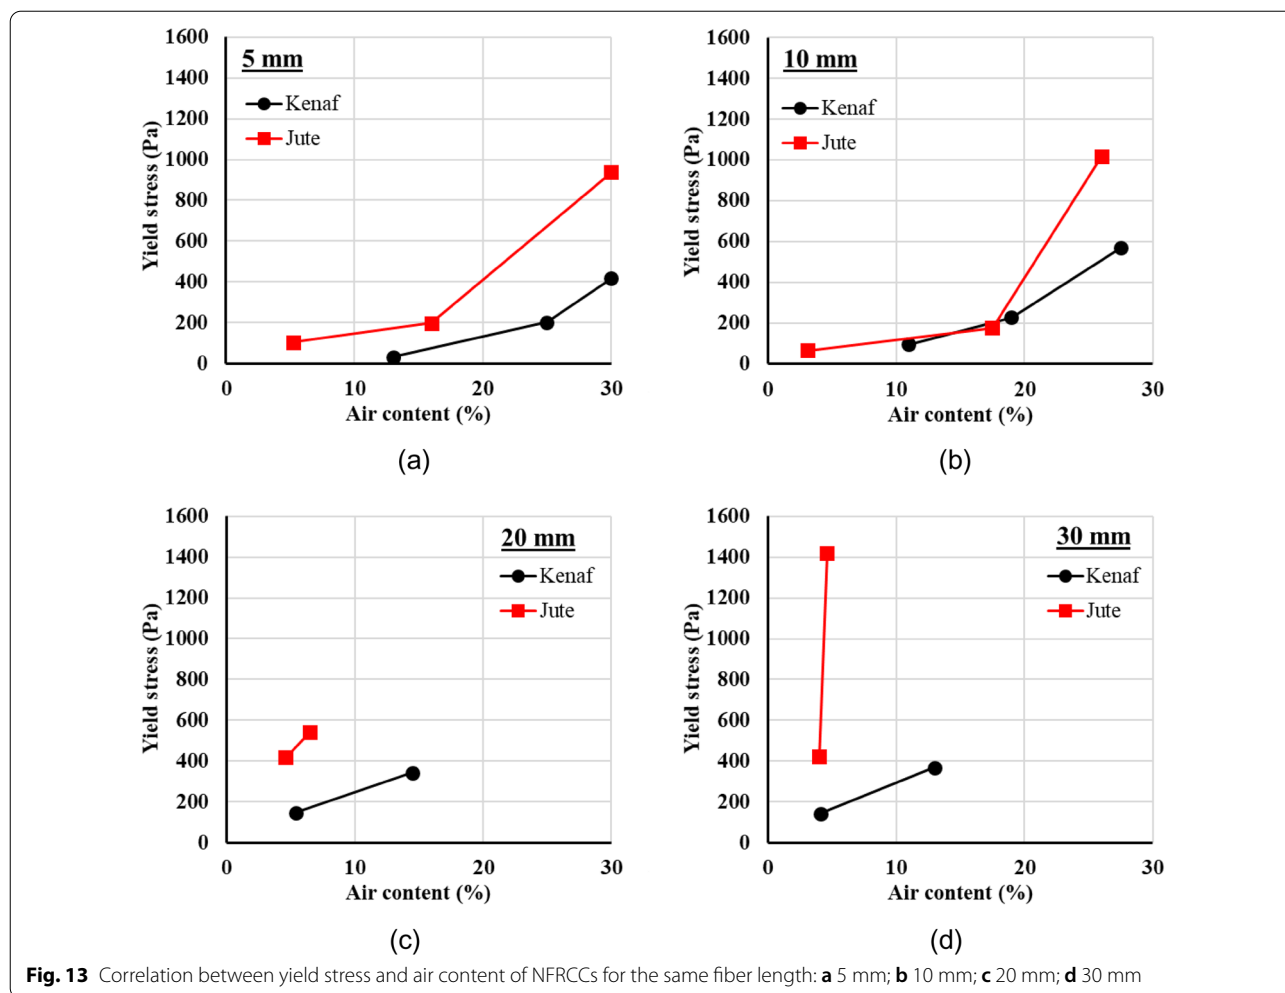 5 mm
Kenaf
Jute
Yield stress (Pa)
1600
1400
1200
1000
800
600
400
200
0
0 10 20 30
Air content (%)
(a)
10 mm
Kenaf
Jute
Yield stress (Pa)
1600
1400
1200
1000
800
600
400
200
0
0 10 20 30
Air content (%)
(b)
20 mm
Kenaf
Jute
Yield stress (Pa)
1600
1400
1200
1000
800
600
400
200
0
0 10 20 30
Air content (%)
(c)
30 mm
Kenaf
Jute
Yield stress (Pa)
1600
1400
1200
1000
800
600
400
200
0
0 10 20 30
Air content (%)
(d)
Fig. 13 Correlation between yield stress and air content of NFRCCs for the same fiber length: a 5 mm; b 10 mm; c 20 mm; d 30 mm